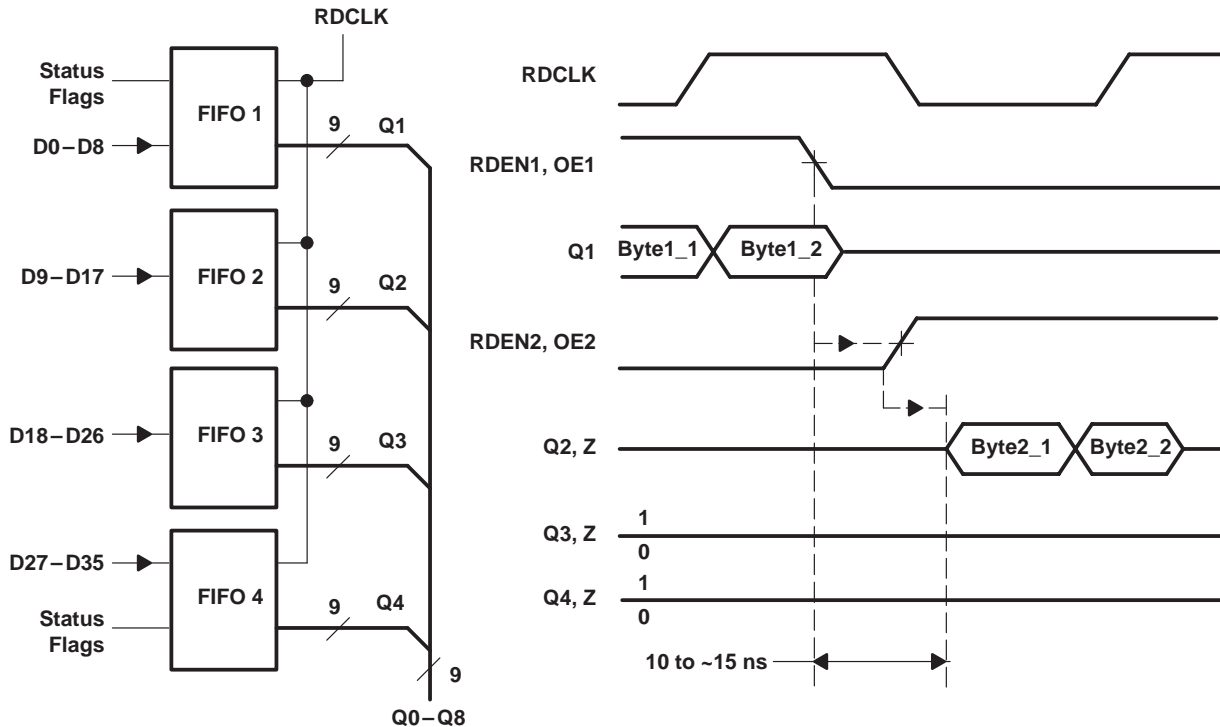 RDCLK
Status
Flags
FIFO 1
D0–D8
9
Q1
D9–D17
FIFO 2
9
Q2
D18–D26
FIFO 3
9
Q3
D27–D35
FIFO 4
Status
Flags
9
Q4
9
Q0–Q8
RDCLK
RDEN1, OE1
Q1
Byte1_1
Byte1_2
RDEN2, OE2
Q2, Z
Byte2_1
Byte2_2
Q3, Z
1
0
Q4, Z
1
0
10 to ~15 ns